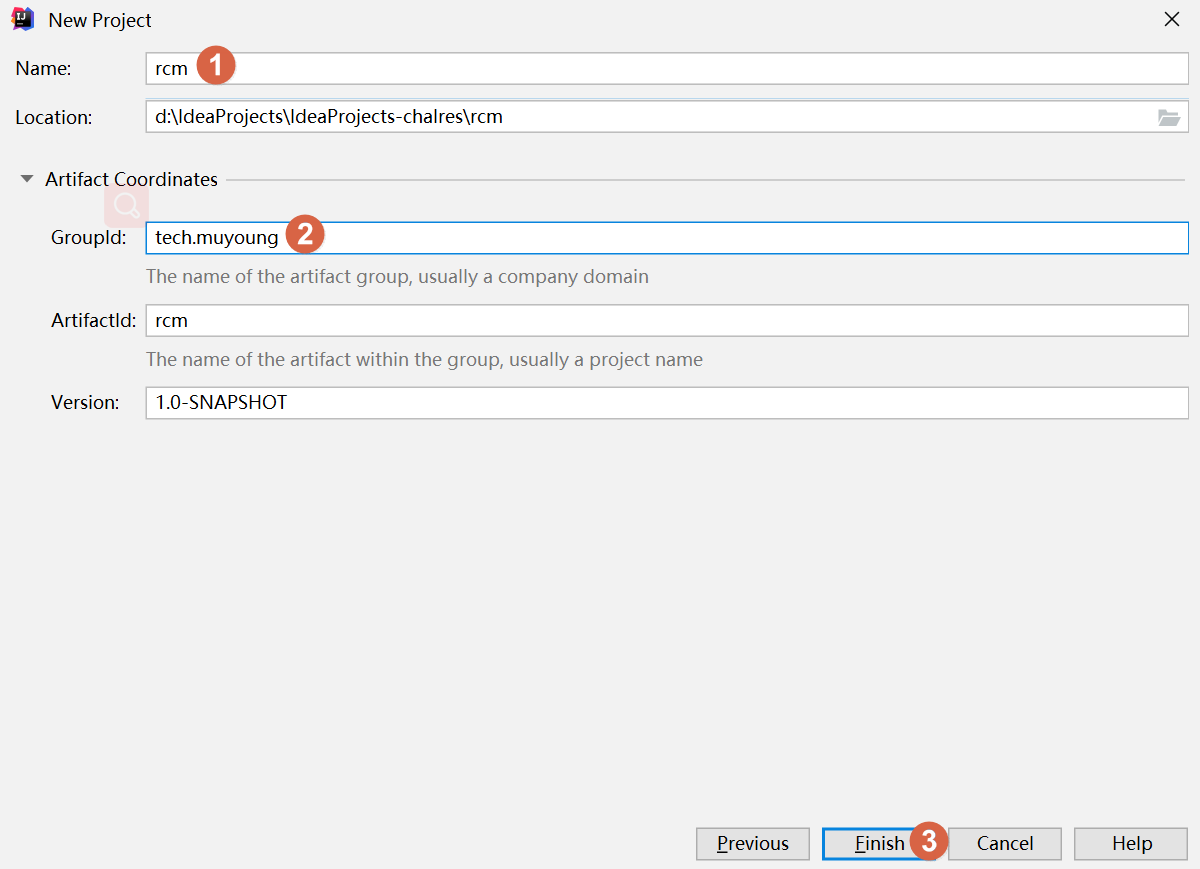 New Project
Name: rcm 1
Location: d:\IdeaProjects\IdeaProjects-chalres\rcm
Artifact Coordinates
GroupId: tech.muyoung 2
The name of the artifact group, usually a company domain
ArtifactId: rcm
The name of the artifact within the group, usually a project name
Version: 1.0-SNAPSHOT
Previous Finish 3 Cancel Help